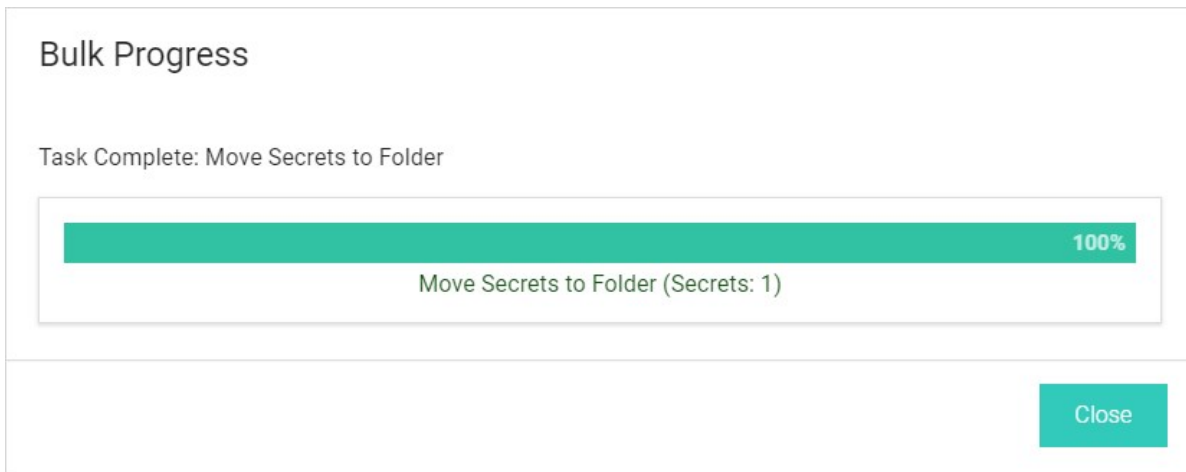 Bulk Progress
Task Complete: Move Secrets to Folder
100%
Move Secrets to Folder (Secrets: 1)
Close